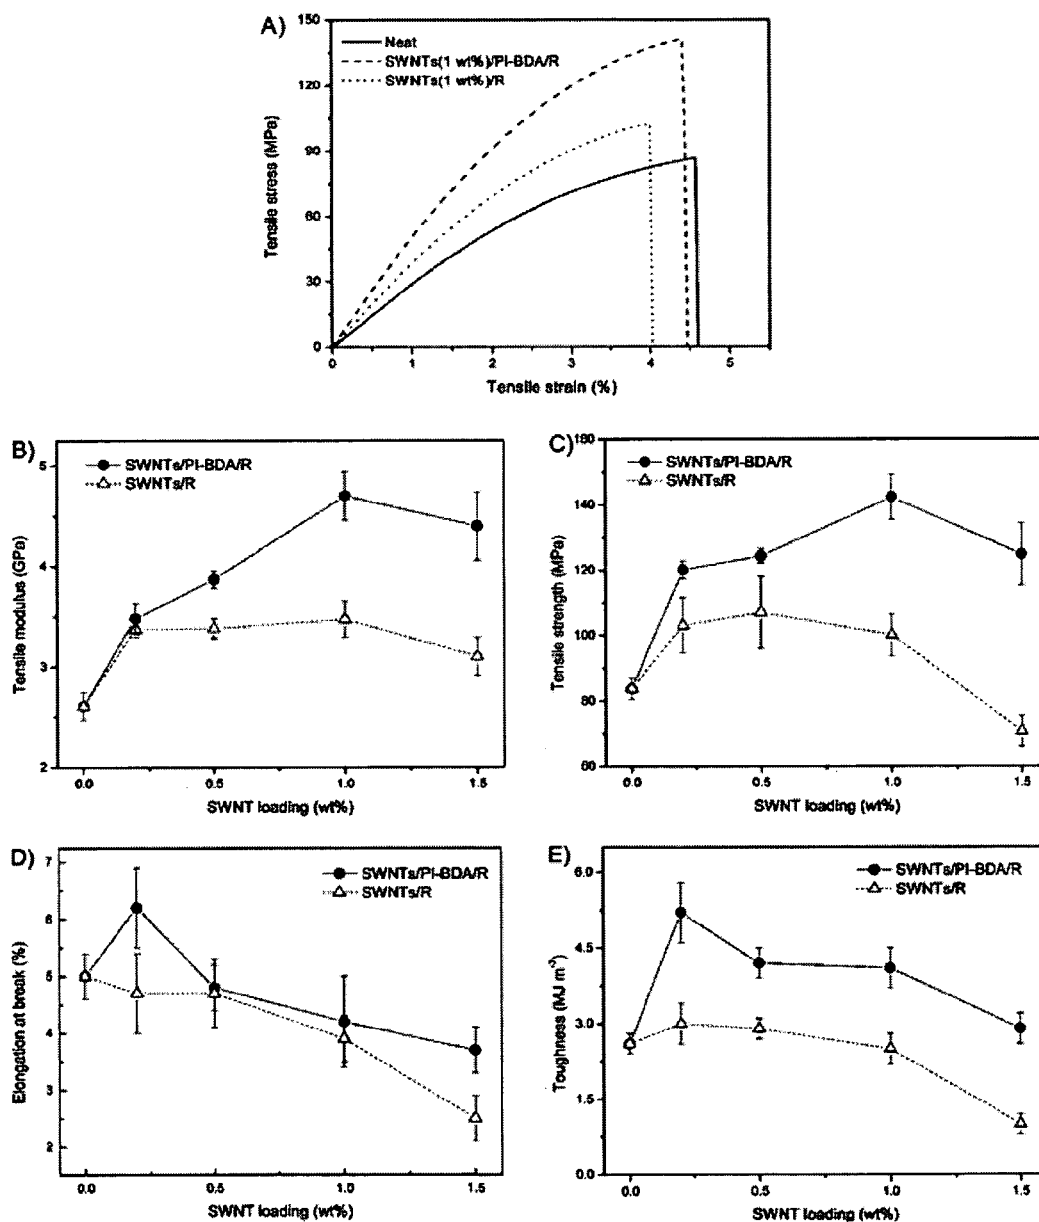 A)
150
120
90
60
30
0
Tensile stress (MPa)
Neat
SWNTs(1 wt%)/PI-BDA/R
SWNTs(1 wt%)/R
0 1 2 3 4 5
Tensile strain (%)
B)
SWNTs/PI-BDA/R
SWNTs/R
5
4
3
2
Tensile modulus (GPa)
0.0 0.5 1.0 1.5
SWNT loading (wt%)
C)
SWNTs/PI-BDA/R
SWNTs/R
180
160
140
120
100
80
60
Tensile strength (MPa)
0.0 0.5 1.0 1.5
SWNT loading (wt%)
D)
SWNTs/PI-BDA/R
SWNTs/R
7
6
5
4
3
2
Elongation at break (%)
0.0 0.5 1.0 1.5
SWNT loading (wt%)
E)
SWNTs/PI-BDA/R
SWNTs/R
6.0
4.5
3.0
1.5
0.0
Toughness (MJ m⁻³)
0.0 0.5 1.0 1.5
SWNT loading (wt%)